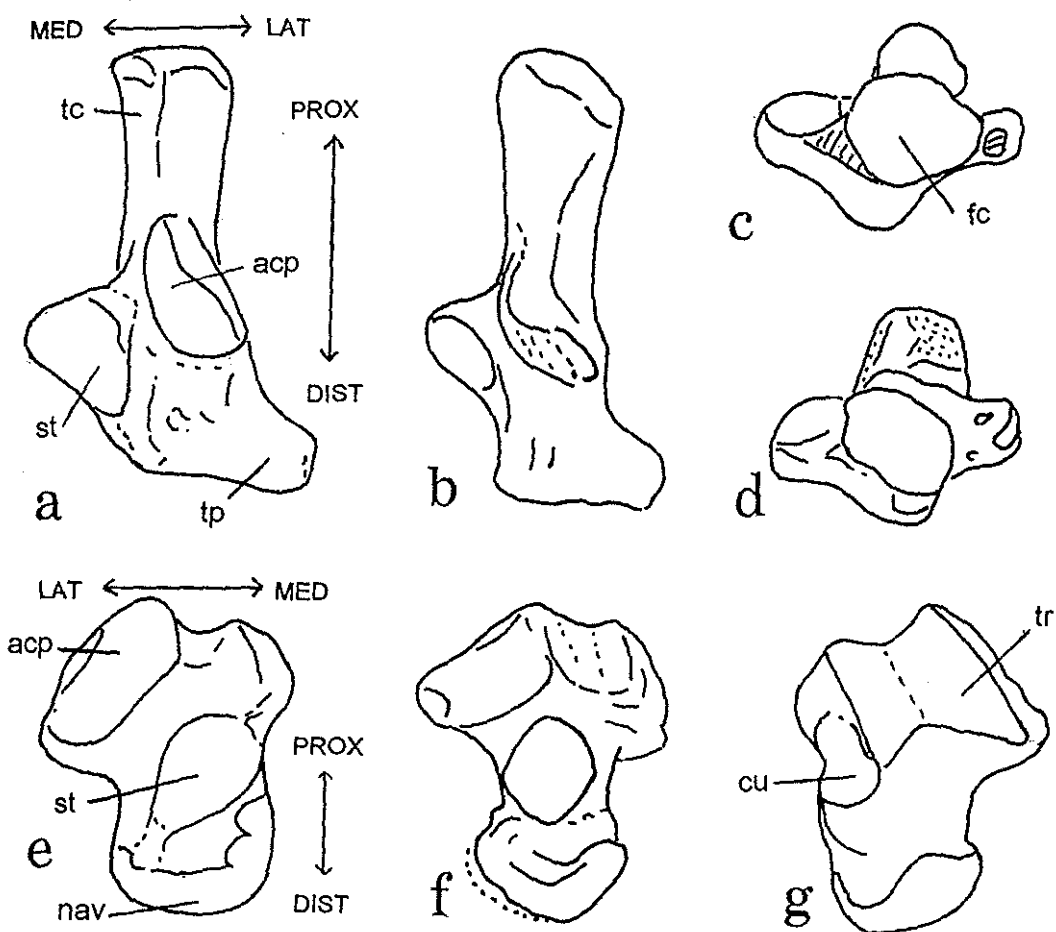 MED LAT
tc
PROX
acp
DIST
st
tp
a
b
fc
c
d
LAT MED
acp
PROX
st
DIST
nav
e
f
tr
cu
g